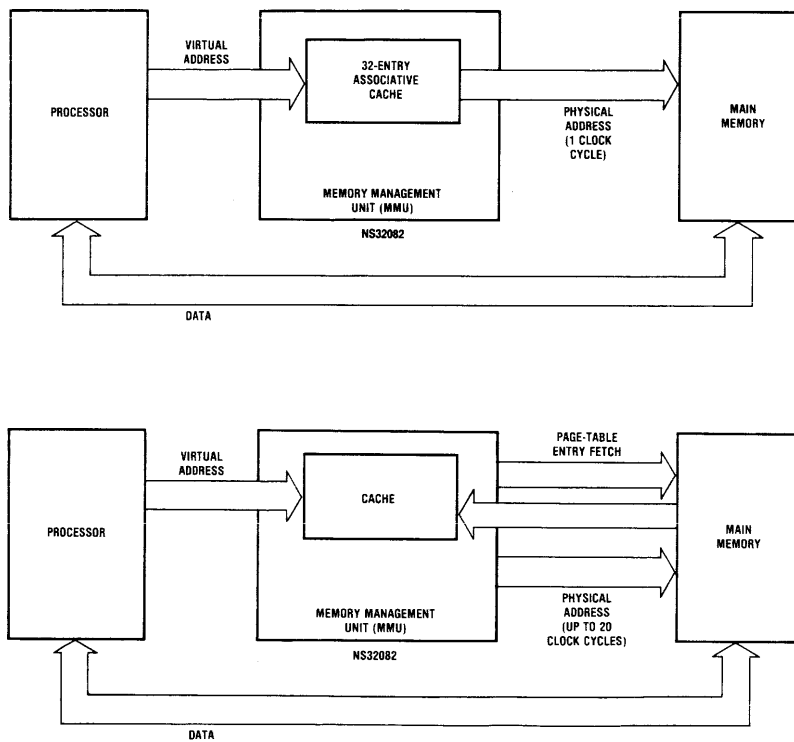 VIRTUAL
ADDRESS
PROCESSOR
32-ENTRY
ASSOCIATIVE
CACHE
MEMORY MANAGEMENT
UNIT (MMU)
NS32082
PHYSICAL
ADDRESS
(1 CLOCK
CYCLE)
MAIN
MEMORY
DATA
VIRTUAL
ADDRESS
PROCESSOR
CACHE
MEMORY MANAGEMENT
UNIT (MMU)
NS32082
PAGE-TABLE
ENTRY FETCH
PHYSICAL
ADDRESS
(UP TO 20
CLOCK CYCLES)
MAIN
MEMORY
DATA